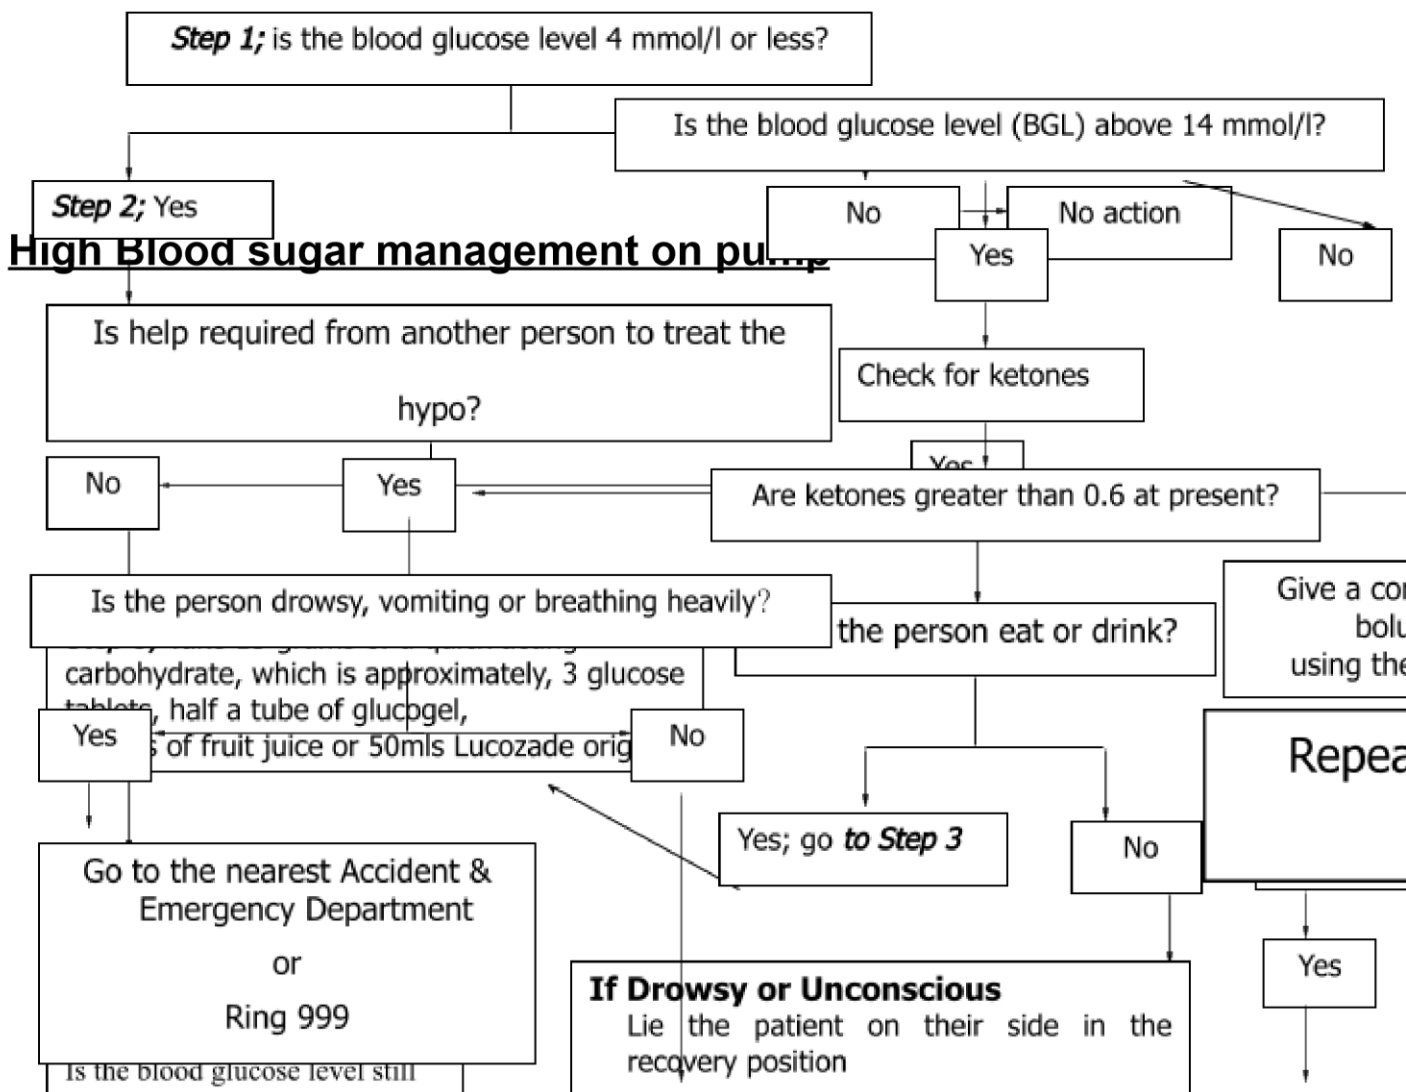 Step 1; is the blood glucose level 4 mmol/l or less?
Is the blood glucose level (BGL) above 14 mmol/l?
Step 2; Yes
No
No action
Yes
No
High Blood sugar management on pump
Is help required from another person to treat the
hypo?
Check for ketones
Yes
No
Yes
Are ketones greater than 0.6 at present?
Is the person drowsy, vomiting or breathing heavily?
the person eat or drink?
Give a
using the
carbohydrate, which is approximately, 3 glucose
tablets, half a tube of glucogel,
of fruit juice or 50mls Lucozade orig
Yes
No
Yes; go to Step 3
No
Go to the nearest Accident &
Emergency Department
or
Ring 999
Yes
If Drowsy or Unconscious
Lie the patient on their side in the
recovery position
Is the blood glucose level still